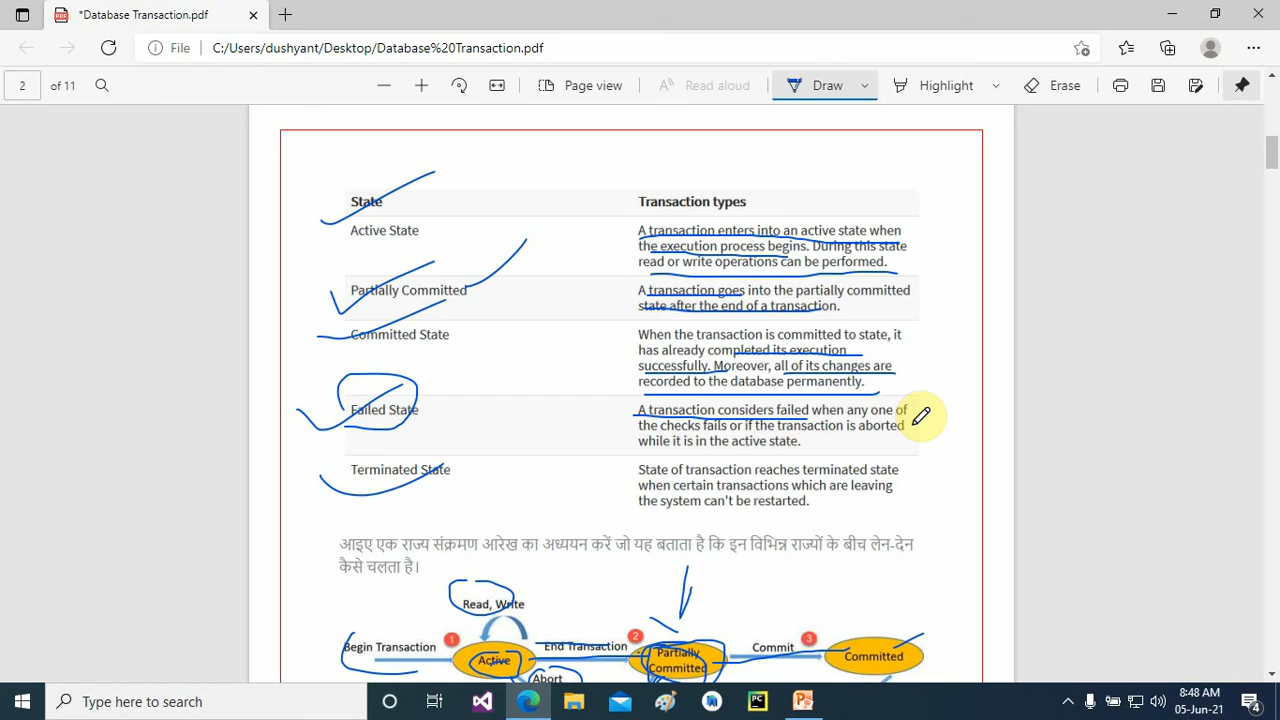 *Database Transaction.pdf
File C:/Users/dushyant/Desktop/Database%20Transaction.pdf
2 of 11 Page view Read aloud Draw Highlight Erase
State Transaction types
Active State A transaction enters into an active state when
the execution process begins. During this state
read or write operations can be performed.
Partially Committed A transaction goes into the partially committed
state after the end of a transaction.
Committed State When the transaction is committed to state, it
has already completed its execution
successfully. Moreover, all of its changes are
recorded to the database permanently.
Failed State A transaction considers failed when any one of
the checks fails or if the transaction is aborted
while it is in the active state.
Terminated State State of transaction reaches terminated state
when certain transactions which are leaving
the system can't be restarted.
आइए एक राज्य संक्रमण आरेख का अध्ययन करें जो यह बताता है कि इन विभिन्न राज्यों के बीच लेन-देन
कैसे चलता है।
Read, Write
Begin Transaction 1 End Transaction 2 Partially Commit 3
Active Committed Committed
Abort
Type here to search
8:48 AM
05-Jun-21
4